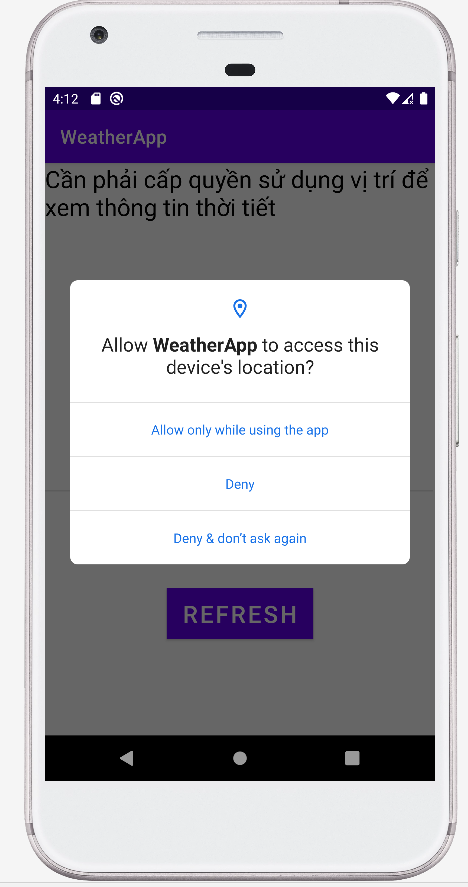 4:12
WeatherApp
Cần phải cấp quyền sử dụng vị trí để
xem thông tin thời tiết
Allow WeatherApp to access this
device's location?
Allow only while using the app
Deny
Deny & don't ask again
REFRESH